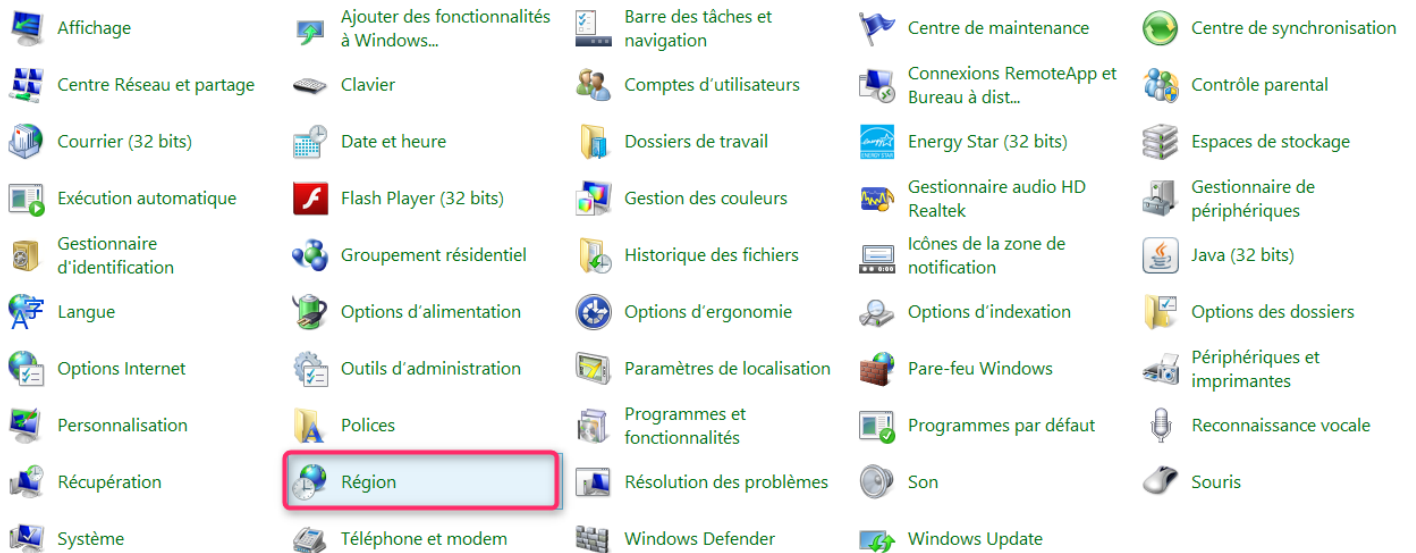 Affichage
Ajouter des fonctionnalités
à Windows...
Barre des tâches et
navigation
Centre de maintenance
Centre de synchronisation
Centre Réseau et partage
Clavier
Comptes d'utilisateurs
Connexions RemoteApp et
Bureau à dist...
Contrôle parental
Courrier (32 bits)
Date et heure
Dossiers de travail
Energy Star (32 bits)
Espaces de stockage
Exécution automatique
Flash Player (32 bits)
Gestion des couleurs
Gestionnaire audio HD
Realtek
Gestionnaire de
périphériques
Gestionnaire
d'identification
Groupement résidentiel
Historique des fichiers
Icônes de la zone de
notification
Java (32 bits)
Langue
Options d'alimentation
Options d'ergonomie
Options d'indexation
Options des dossiers
Options Internet
Outils d'administration
Paramètres de localisation
Pare-feu Windows
Périphériques et
imprimantes
Personnalisation
Polices
Programmes et
fonctionnalités
Programmes par défaut
Reconnaissance vocale
Récupération
Région
Résolution des problèmes
Son
Souris
Système
Téléphone et modem
Windows Defender
Windows Update